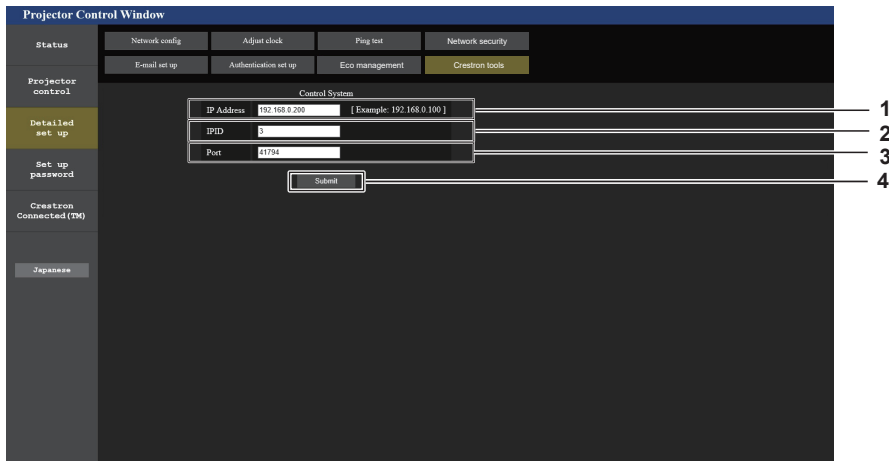 Projector Control Window
Status
Network config
Adjust clock
Ping test
Network security
E-mail set up
Authentication set up
Eco management
Crestron tools
Projector
control
Detailed
set up
Set up
password
Crestron
Connected(TM)
Japanese
Control System
IP Address 192.168.0.200 [ Example: 192.168.0.100 ]
IPID 3
Port 41794
Submit
1
2
3
4